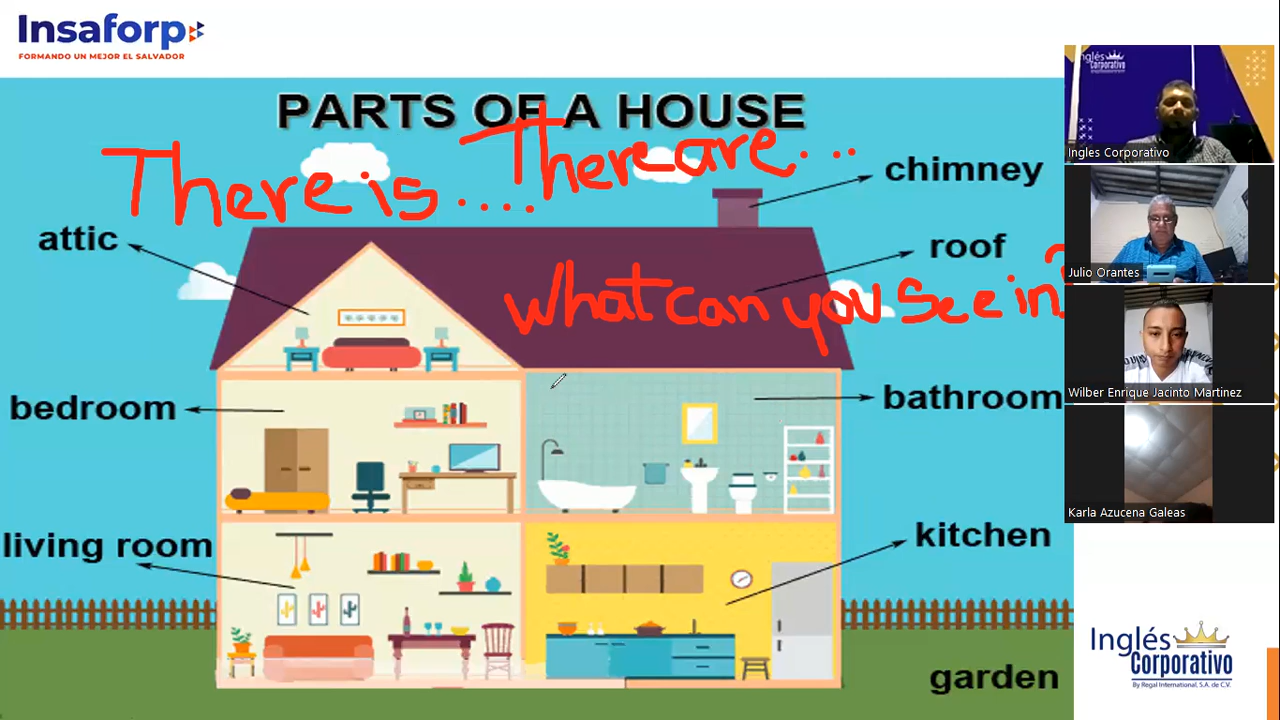 Insaforp
FORMANDO UN MEJOR EL SALVADOR
PARTS OF A HOUSE
There is ....
There are ...
chimney
attic
roof
What can you see in?
bedroom
bathroom
living room
kitchen
garden
Inglés Corporativo
Ingles Corporativo
Julio Orantes
Wilber Enrique Jacinto Martinez
Karla Azucena Galeas
Inglés
Corporativo
By Regal International, S.A. de C.V.